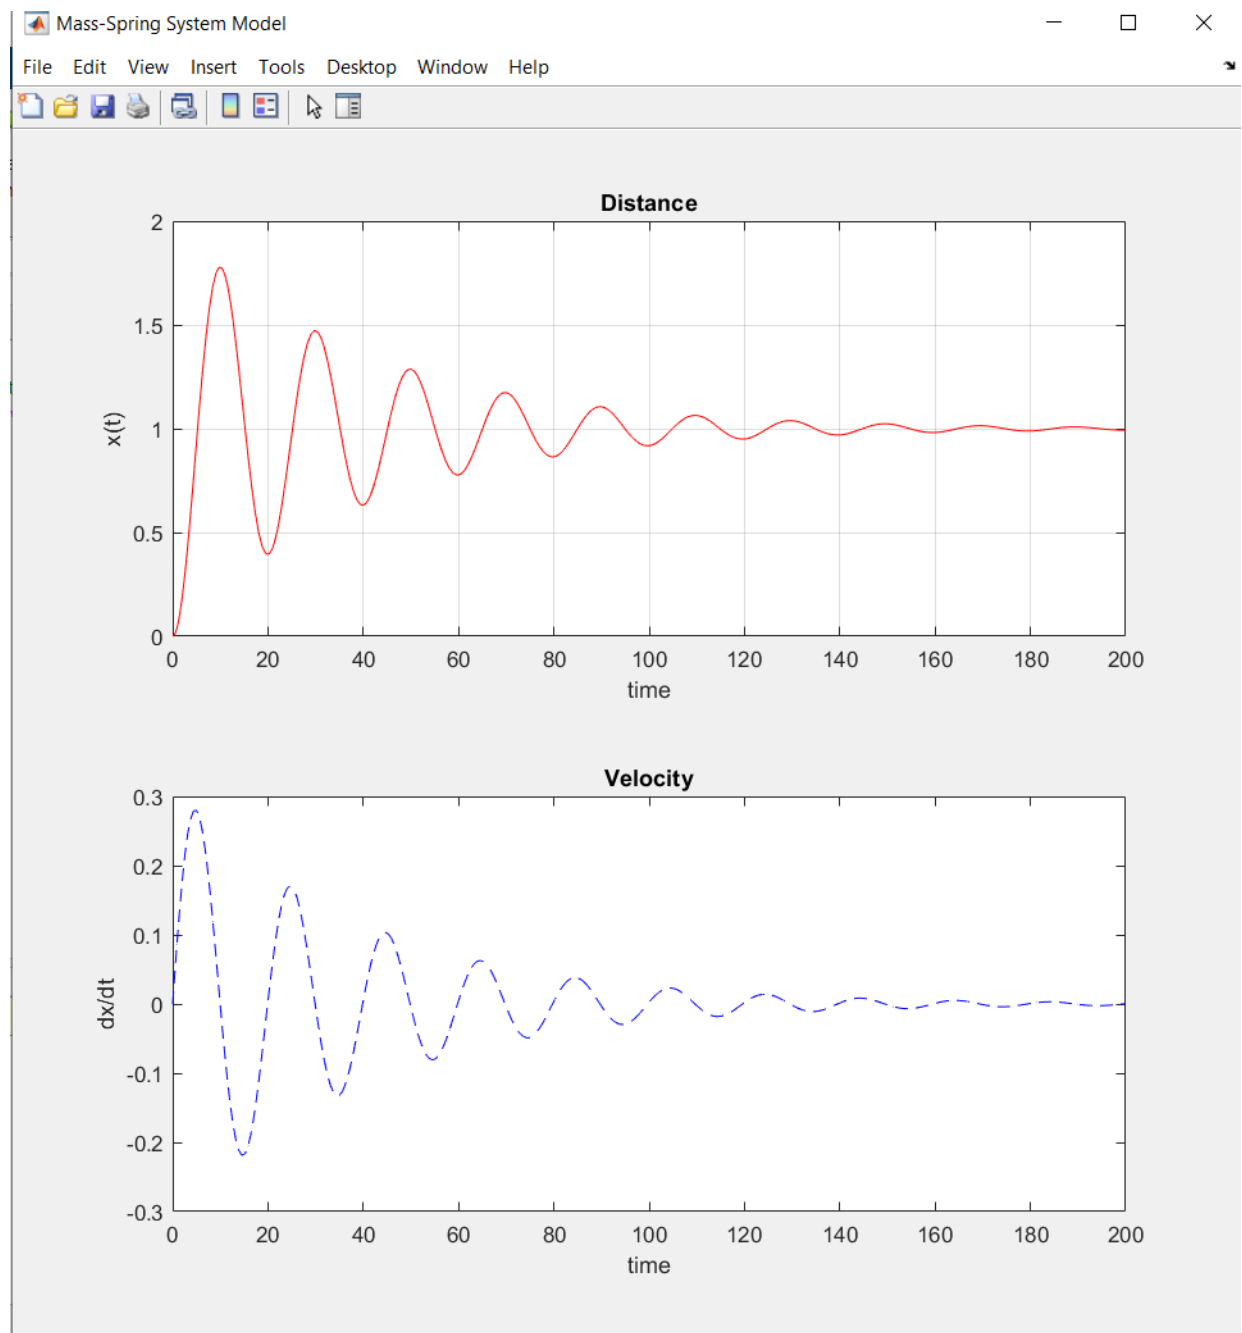 Mass-Spring System Model
File Edit View Insert Tools Desktop Window Help
Distance
2
1.5
1
0.5
0
x(t)
0 20 40 60 80 100 120 140 160 180 200
time
Velocity
0.3
0.2
0.1
0
-0.1
-0.2
-0.3
dx/dt
0 20 40 60 80 100 120 140 160 180 200
time